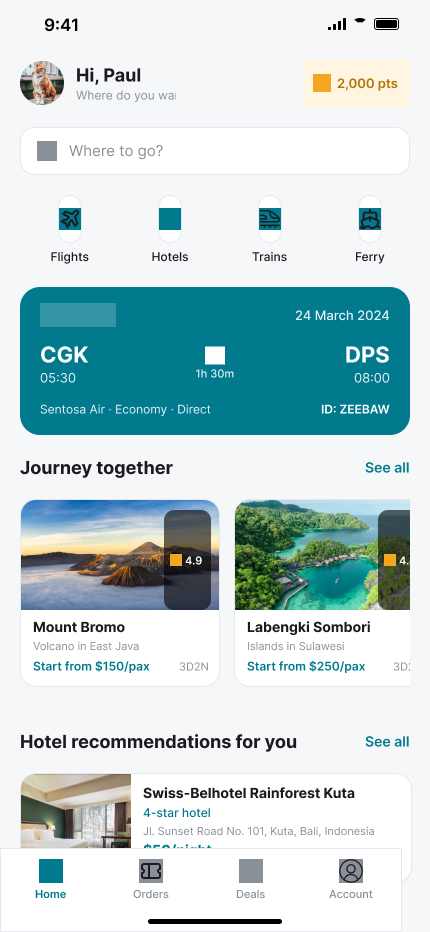 9:41
Hi, Paul
Where do you
2,000 pts
Where to go?
Flights
Hotels
Trains
Ferry
24 March 2024
CGK
DPS
05:30
1h 30m
08:00
Sentosa Air · Economy · Direct
ID: ZEEBAW
Journey together
See all
4.9
Mount Bromo
Volcano in East Java
Start from $150/pax
3D2N
Labengki Sombori
Islands in Sulawesi
Start from $250/pax
Hotel recommendations for you
See all
Swiss-Belhotel Rainforest Kuta
4-star hotel
Jl. Sunset Road No. 101, Kuta, Bali, Indonesia
Home
Orders
Deals
Account